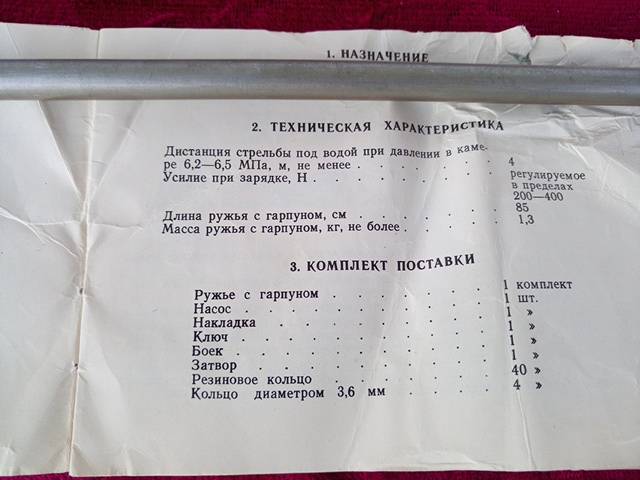 1. НАЗНАЧЕНИЕ
2. ТЕХНИЧЕСКАЯ ХАРАКТЕРИСТИКА
Дистанция стрельбы под водой при давлении в каме-
ре 6,2—6,5 МПа, м, не менее . . . . . . 4
Усилие при зарядке, Н . . . . . . . регулируемое
в пределах
200—400
Длина ружья с гарпуном, см . . . . . . 85
Масса ружья с гарпуном, кг, не более . . . . 1,3
3. КОМПЛЕКТ ПОСТАВКИ
Ружье с гарпуном . . . . . . . 1 комплект
Насос . . . . . . . . . 1 шт.
Накладка . . . . . . . . 1 »
Ключ . . . . . . . . . 1 »
Боек . . . . . . . . . 1 »
Затвор . . . . . . . . . 1 »
Резиновое кольцо . . . . . . . 40 »
Кольцо диаметром 3,6 мм . . . . . 4 »